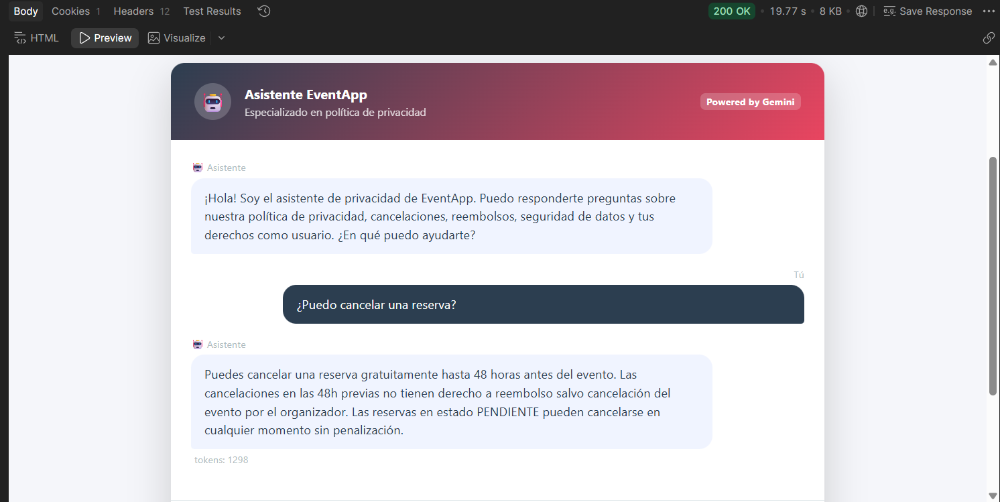 Body Cookies 1 Headers 12 Test Results 200 OK • 19.77 s • 8 KB • e.g. Save Response
HTML Preview Visualize
Asistente EventApp
Especializado en política de privacidad
Powered by Gemini
Asistente
¡Hola! Soy el asistente de privacidad de EventApp. Puedo responderte preguntas sobre
nuestra política de privacidad, cancelaciones, reembolsos, seguridad de datos y tus
derechos como usuario. ¿En qué puedo ayudarte?
Tú
¿Puedo cancelar una reserva?
Asistente
Puedes cancelar una reserva gratuitamente hasta 48 horas antes del evento. Las
cancelaciones en las 48h previas no tienen derecho a reembolso salvo cancelación del
evento por el organizador. Las reservas en estado PENDIENTE pueden cancelarse en
cualquier momento sin penalización.
tokens: 1298